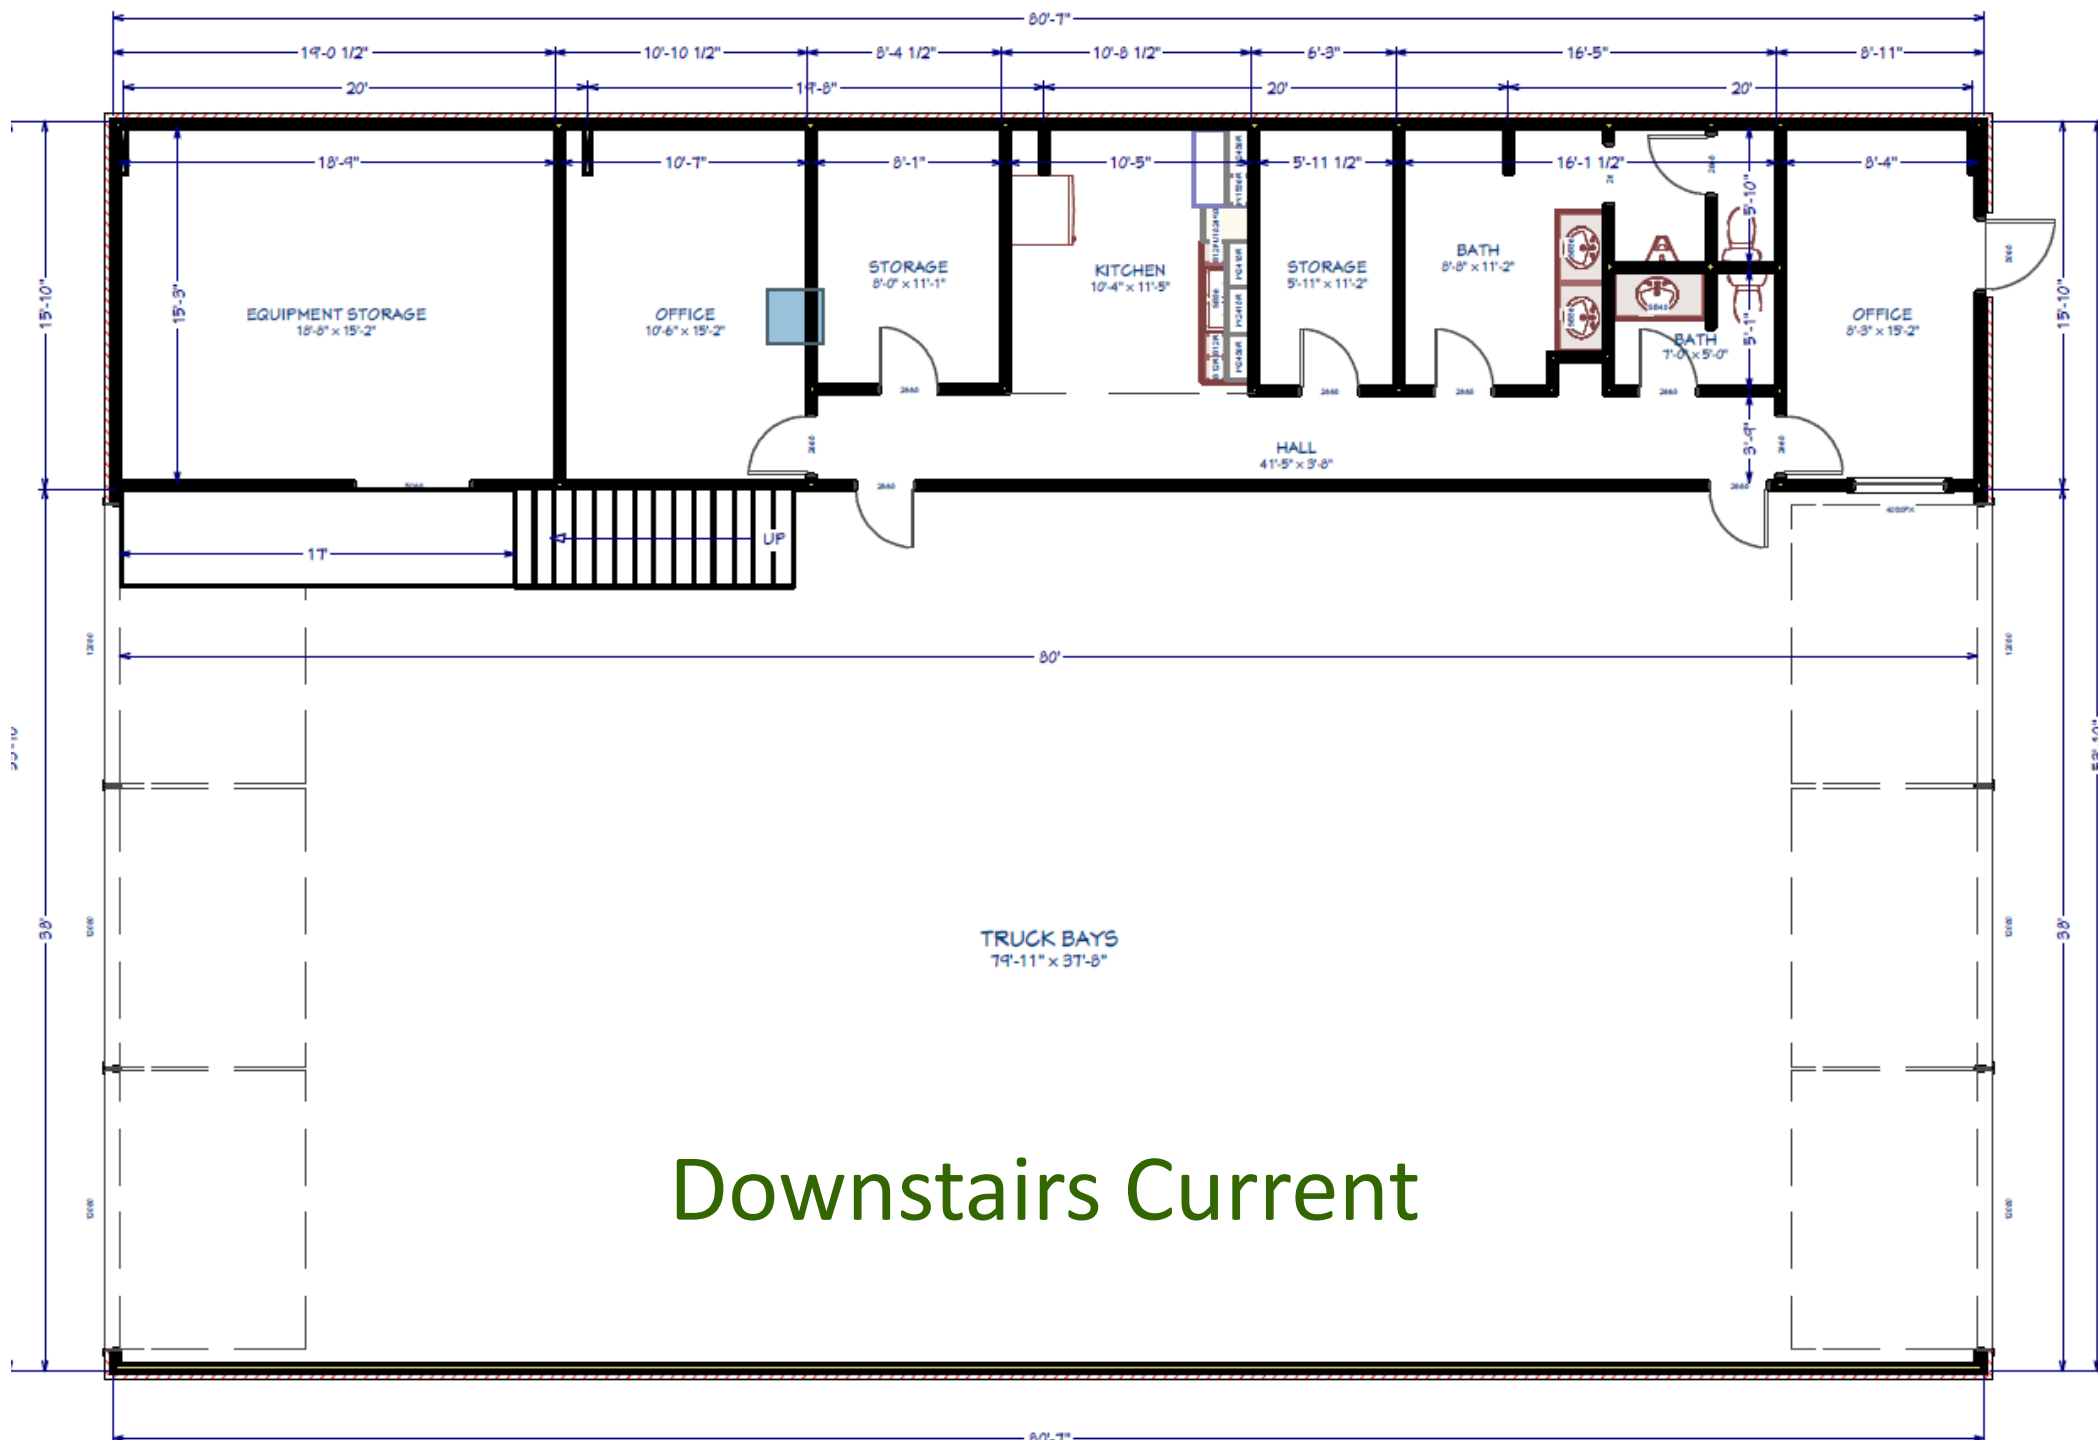 80'-7"
19'-0 1/2" 10'-10 1/2" 8'-4 1/2" 10'-8 1/2" 6'-3" 16'-5" 8'-11"
20' 19'-8" 20' 20'
18'-9" 10'-7" 8'-1" 10'-5" 5'-11 1/2" 16'-1 1/2" 8'-4"
15'-10" 15'-3" 5'-10" 15'-10"
EQUIPMENT STORAGE
18'-8" x 15'-2"
OFFICE
10'-6" x 15'-2"
STORAGE
8'-0" x 11'-1"
KITCHEN
10'-4" x 11'-5"
STORAGE
5'-11" x 11'-2"
BATH
8'-8" x 11'-2"
BATH
7'-0" x 5'-0"
5'-1"
OFFICE
8'-3" x 15'-2"
3'-9"
HALL
41'-5" x 3'-8"
17'
UP
80'
38' 38'
53'-10"
TRUCK BAYS
79'-11" x 37'-8"
Downstairs Current
80'-7"